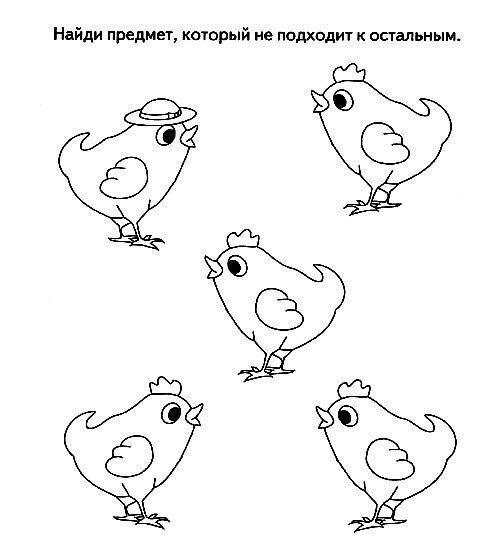 Найди предмет, который не подходит к остальным.